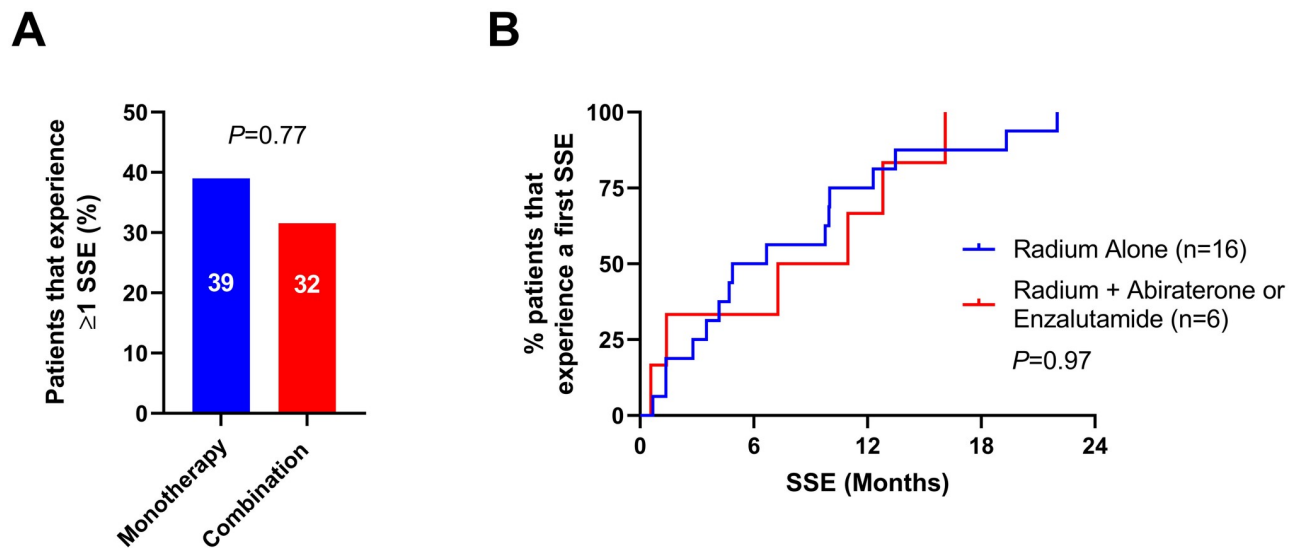 A
Patients that experience
≥1 SSE (%)
50
40
30
20
10
0
P=0.77
39
32
Monotherapy
Combination
B
% patients that
experience a first SSE
100
75
50
25
0
0
6
12
18
24
SSE (Months)
Radium Alone (n=16)
Radium + Abiraterone or
Enzalutamide (n=6)
P=0.97